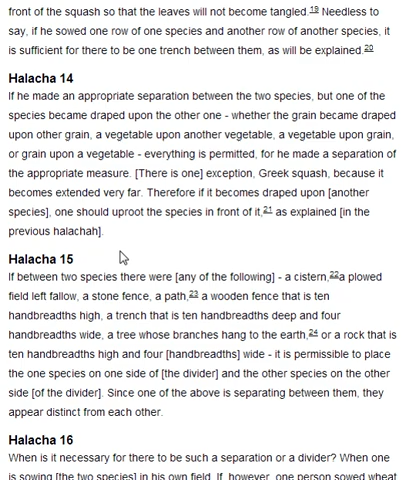 front of the squash so that the leaves will not become tangled.19 Needless to
say, if he sowed one row of one species and another row of another species, it
is sufficient for there to be one trench between them, as will be explained.20
Halacha 14
If he made an appropriate separation between the two species, but one of the
species became draped upon the other one - whether the grain became draped
upon other grain, a vegetable upon another vegetable, a vegetable upon grain,
or grain upon a vegetable - everything is permitted, for he made a separation of
the appropriate measure. [There is one] exception, Greek squash, because it
becomes extended very far. Therefore if it becomes draped upon [another
species], one should uproot the species in front of it,21 as explained [in the
previous halachah].
Halacha 15
If between two species there were [any of the following] - a cistern,22a plowed
field left fallow, a stone fence, a path,23 a wooden fence that is ten
handbreadths high, a trench that is ten handbreadths deep and four
handbreadths wide, a tree whose branches hang to the earth,24 or a rock that is
ten handbreadths high and four [handbreadths] wide - it is permissible to place
the one species on one side of [the divider] and the other species on the other
side [of the divider]. Since one of the above is separating between them, they
appear distinct from each other.
Halacha 16
When is it necessary for there to be such a separation or a divider? When one
is sowing [the two species] in his own field. If, however, one person sowed wheat